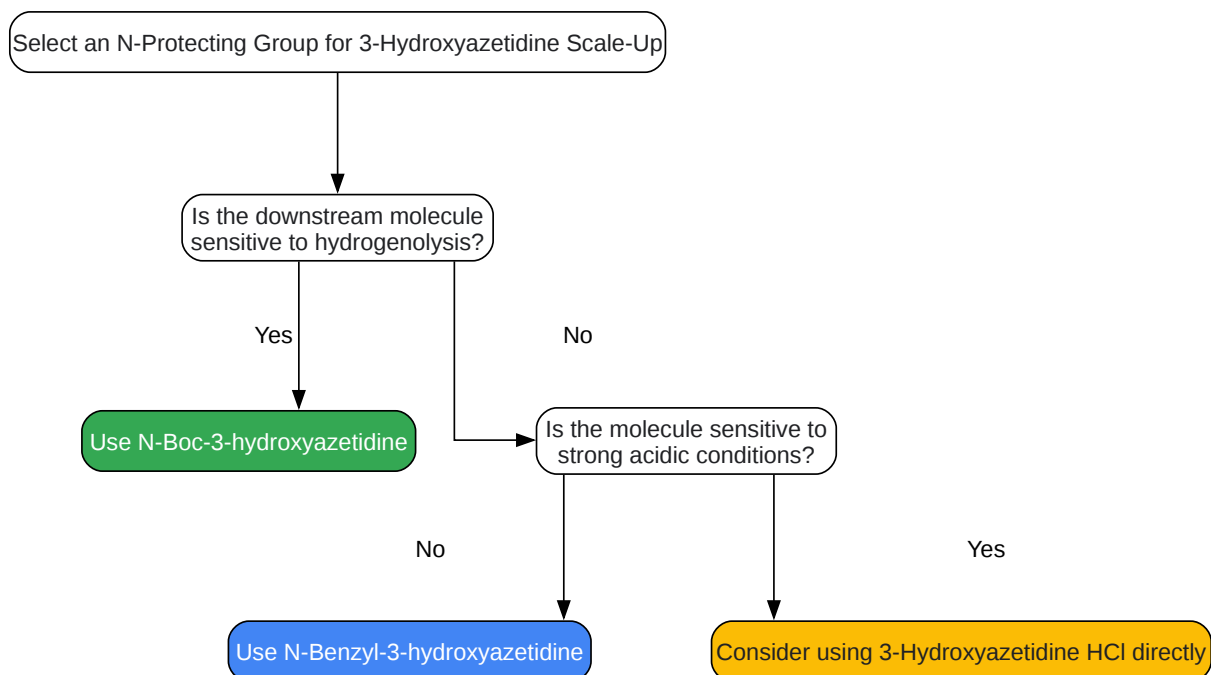 Select an N-Protecting Group for 3-Hydroxyazetidine Scale-Up
Is the downstream molecule
sensitive to hydrogenolysis?
Yes
No
Use N-Boc-3-hydroxyazetidine
Is the molecule sensitive to
strong acidic conditions?
No
Yes
Use N-Benzyl-3-hydroxyazetidine
Consider using 3-Hydroxyazetidine HCl directly